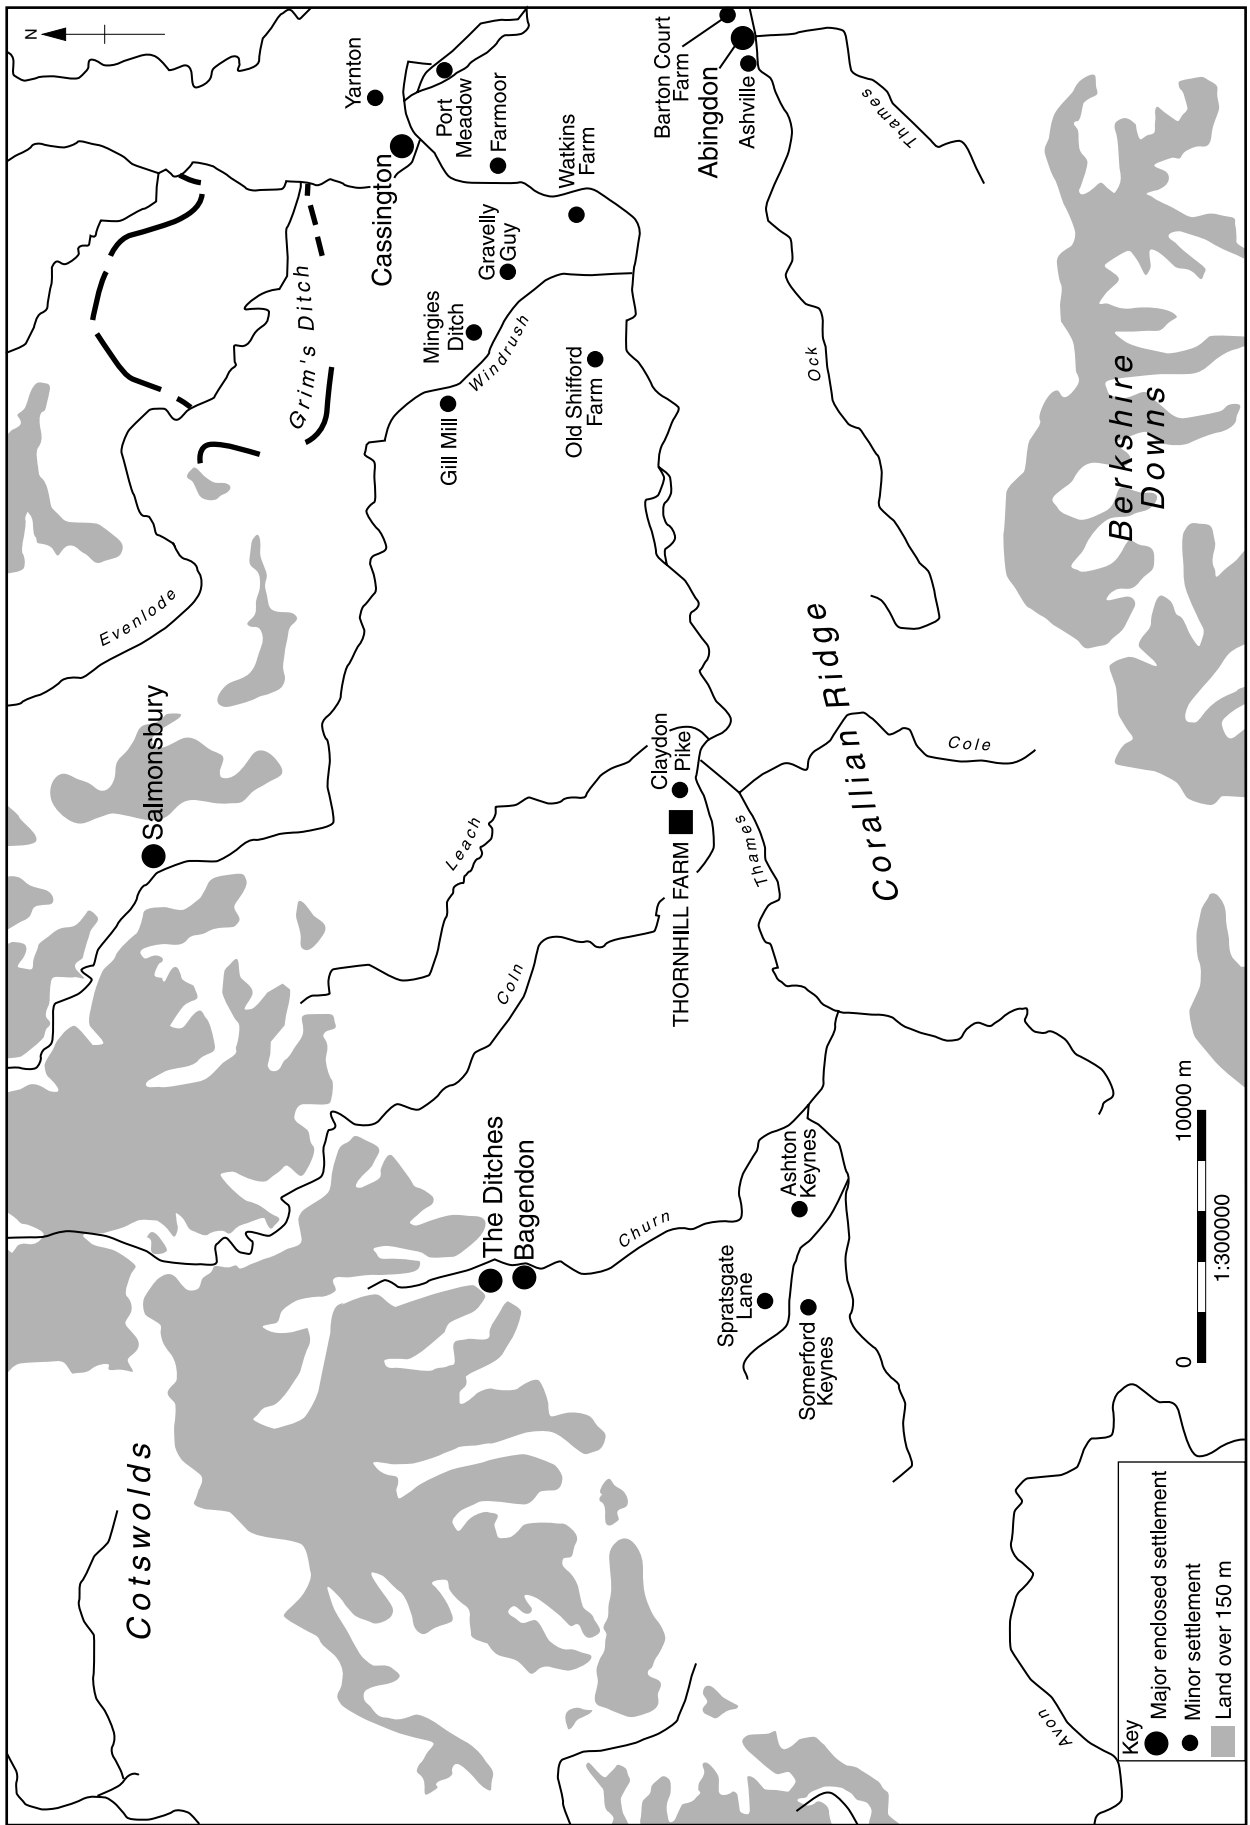 N
Cotswolds
Salmonsbury
Evenlode
Grim's Ditch
Yarnton
Cassington
Port
Meadow
Farmoor
Watkins
Farm
Gravelly
Guy
Mingies
Ditch
Windrush
Gill Mill
Old Shifford
Farm
Barton Court
Farm
Abingdon
Ashville
Thames
Ock
Leach
Coln
Claydon
Pike
THORNHILL FARM
Thames
Corallian Ridge
Cole
Berkshire
Downs
The Ditches
Bagendon
Churn
Ashton
Keynes
Spratsgate
Lane
Somerford
Keynes
Avon
Key
Major enclosed settlement
Minor settlement
Land over 150 m
0
10000 m
1:300000